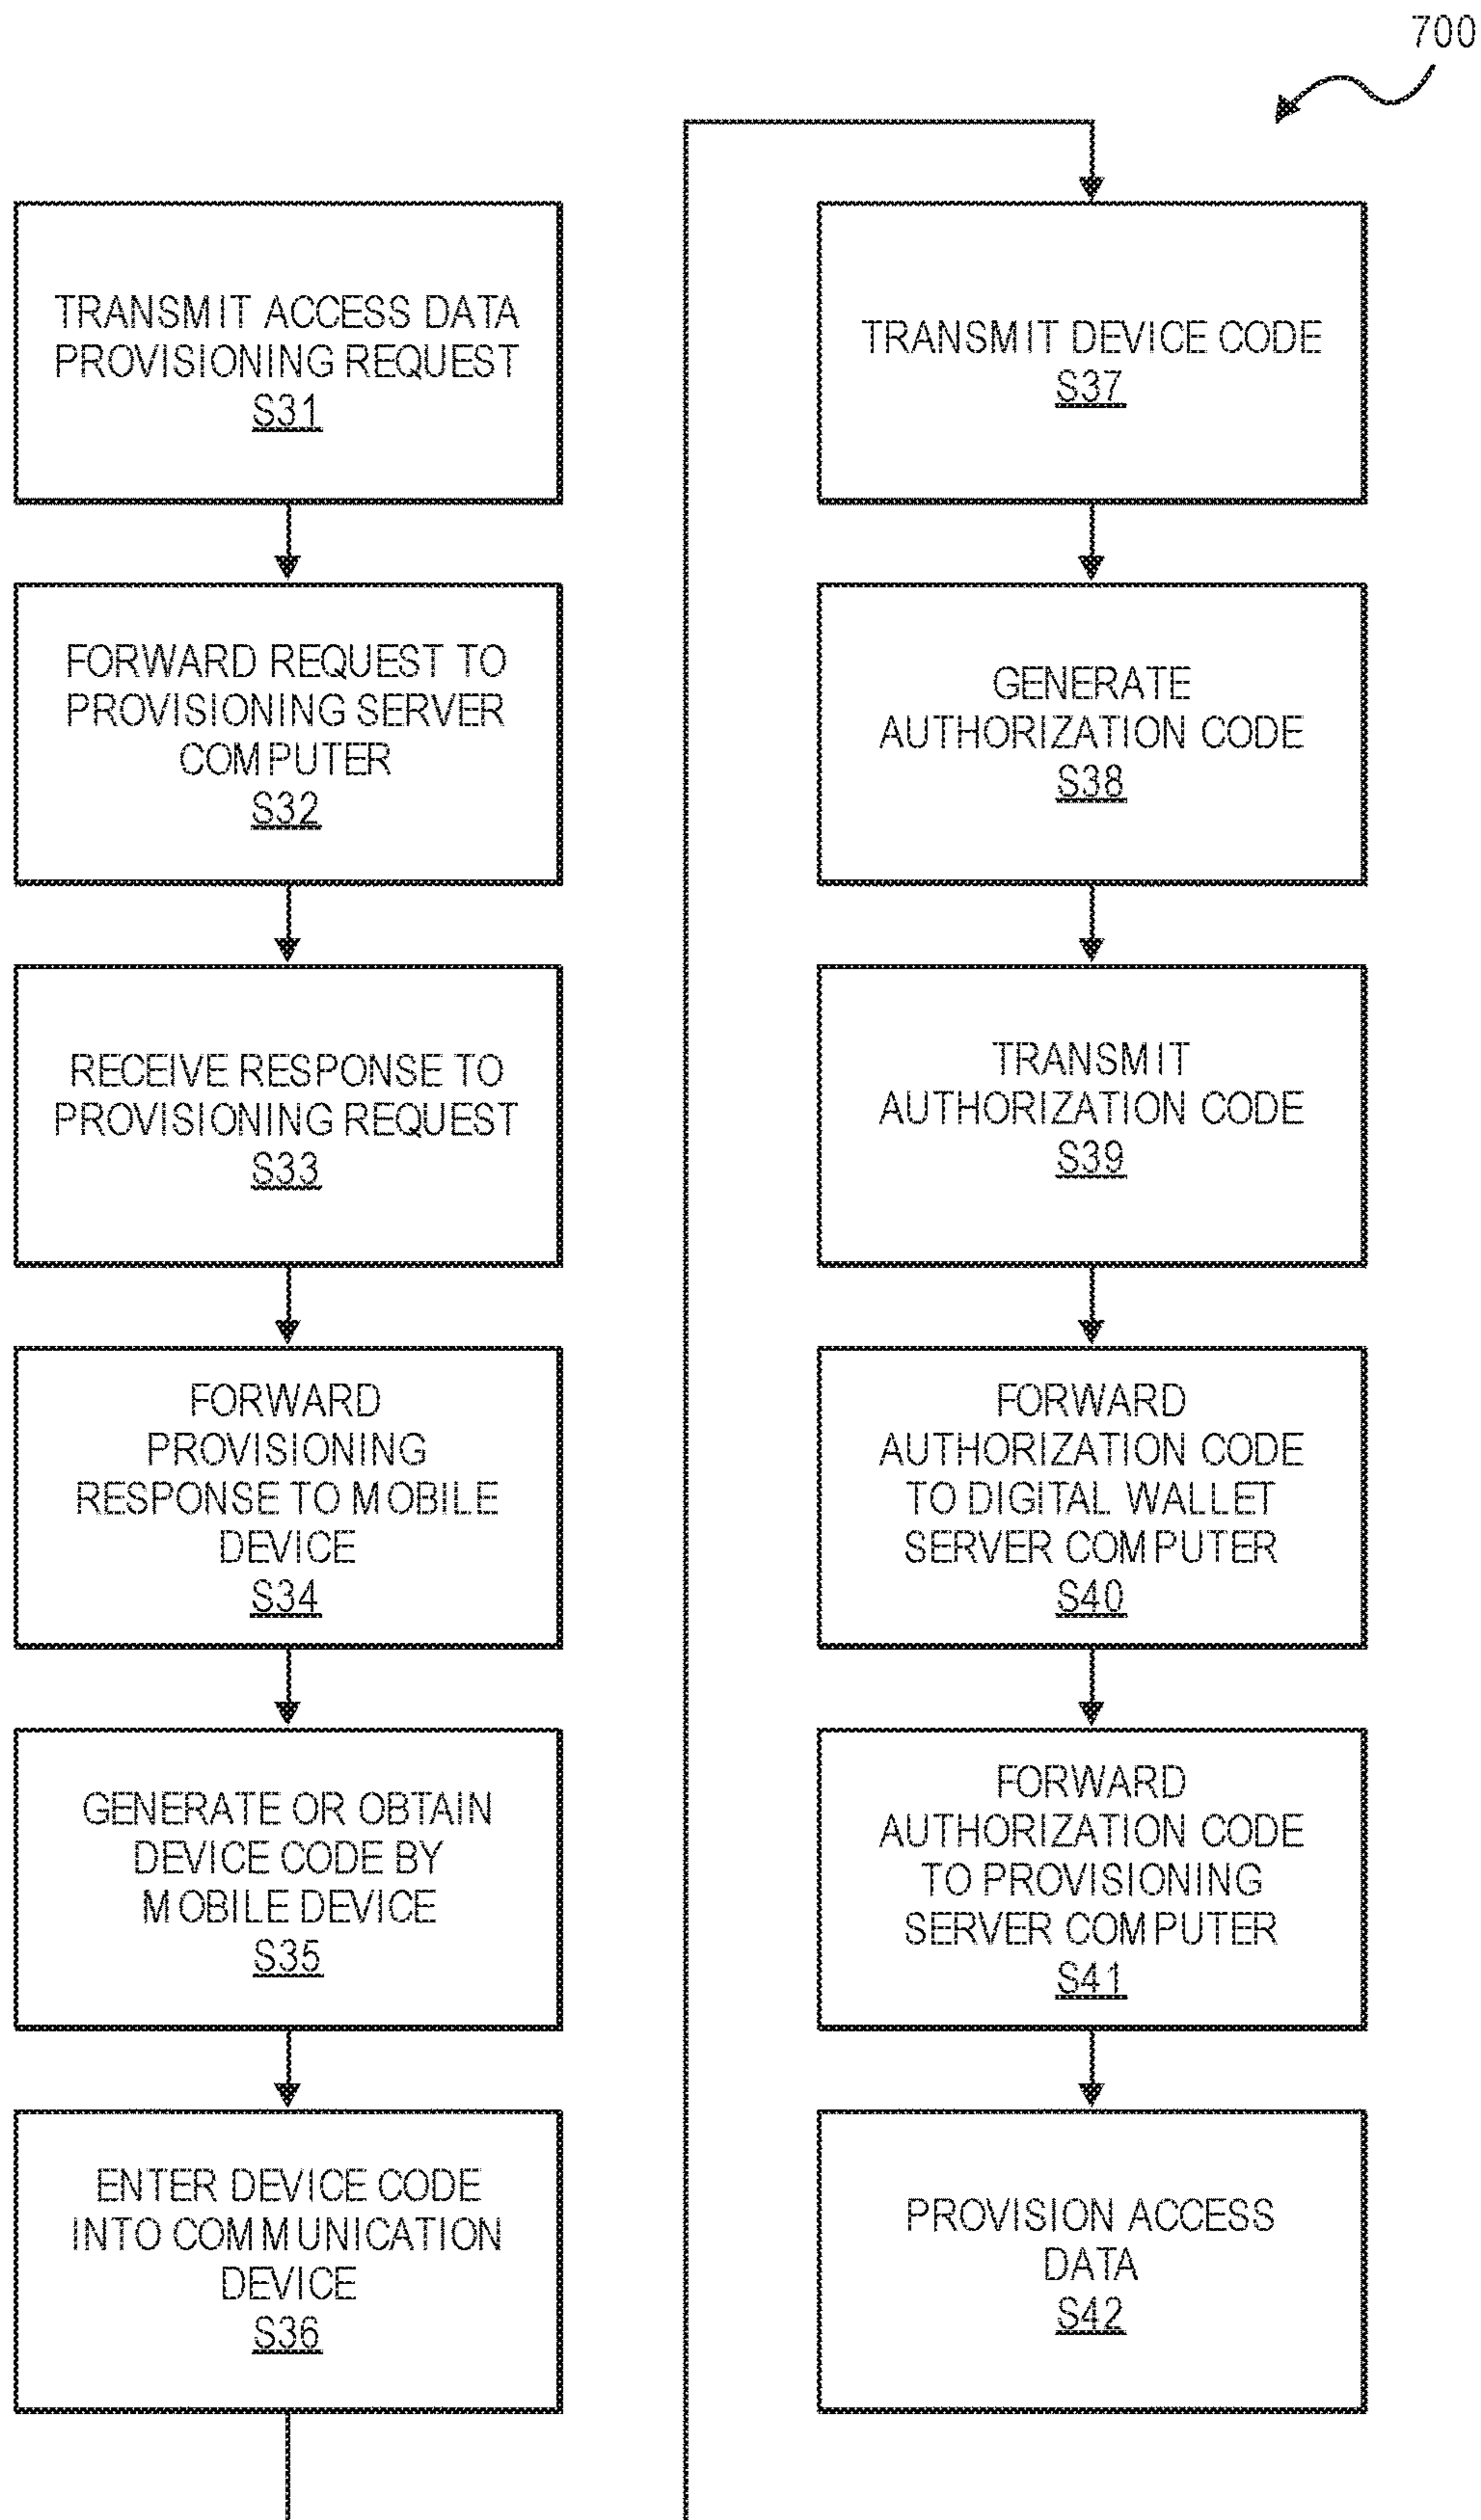 700
TRANSMIT ACCESS DATA
PROVISIONING REQUEST
S31
FORWARD REQUEST TO
PROVISIONING SERVER
COMPUTER
S32
RECEIVE RESPONSE TO
PROVISIONING REQUEST
S33
FORWARD
PROVISIONING
RESPONSE TO MOBILE
DEVICE
S34
GENERATE OR OBTAIN
DEVICE CODE BY
MOBILE DEVICE
S35
ENTER DEVICE CODE
INTO COMMUNICATION
DEVICE
S36
TRANSMIT DEVICE CODE
S37
GENERATE
AUTHORIZATION CODE
S38
TRANSMIT
AUTHORIZATION CODE
S39
FORWARD
AUTHORIZATION CODE
TO DIGITAL WALLET
SERVER COMPUTER
S40
FORWARD
AUTHORIZATION CODE
TO PROVISIONING
SERVER COMPUTER
S41
PROVISION ACCESS
DATA
S42